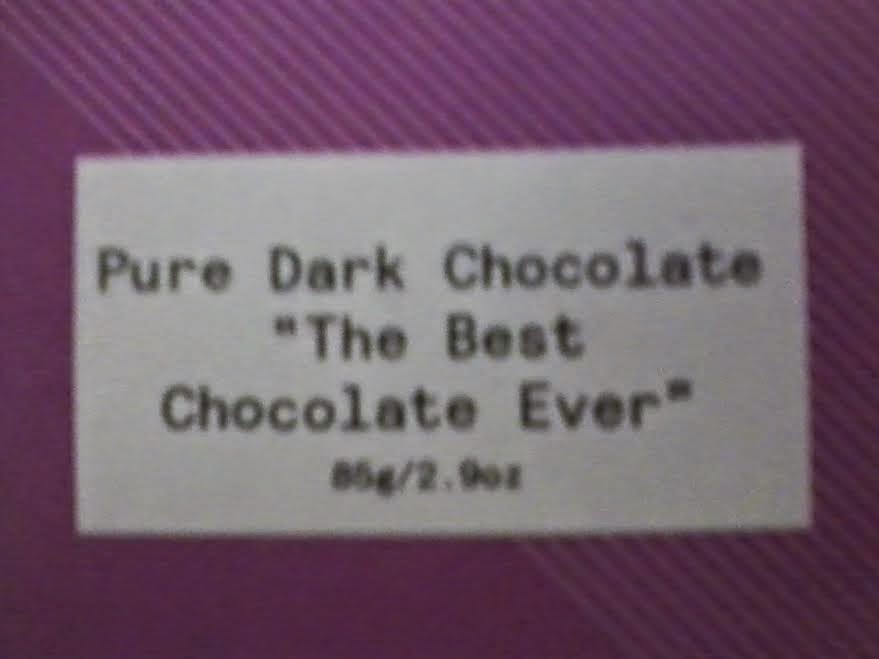 Pure Dark Chocolate
"The Best
Chocolate Ever"
85g/2.9oz